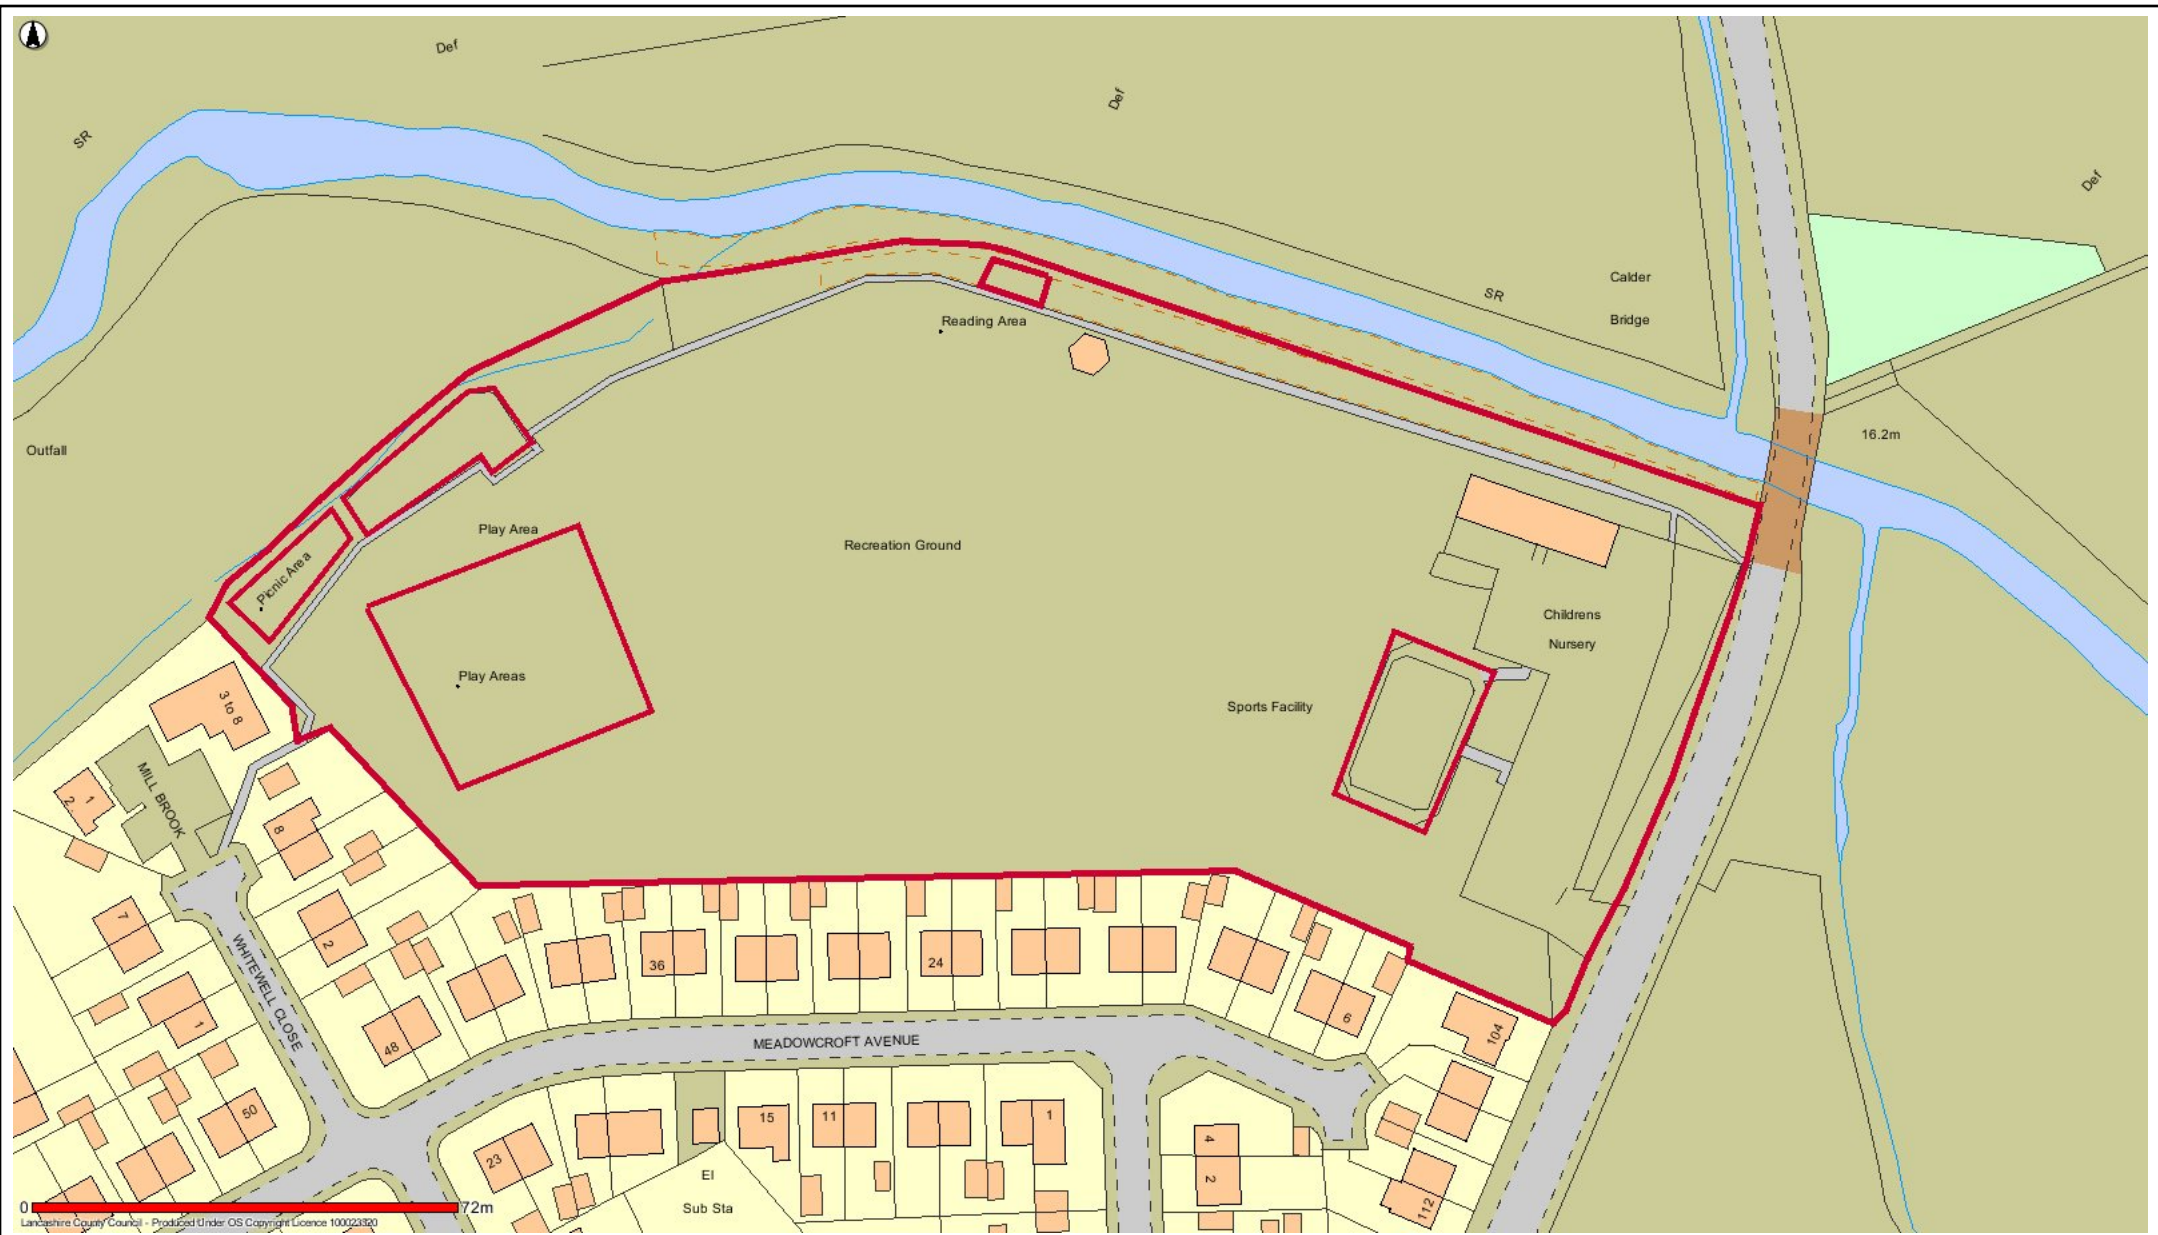 Def
Def
SR
Def
Calder
SR
Bridge
Reading Area
16.2m
Outfall
Play Area
Recreation Ground
Picnic Area
Childrens
Nursery
Play Areas
3 to 8
Sports Facility
MILL BROOK
1
2
8
7
2
WHITEWELL CLOSE
36
24
6
104
1
48
MEADOWCROFT AVENUE
50
15
11
1
23
4
El
2
Sub Sta
112
0
72m
Lancashire County Council - Produced Under OS Copyright Licence 100023320